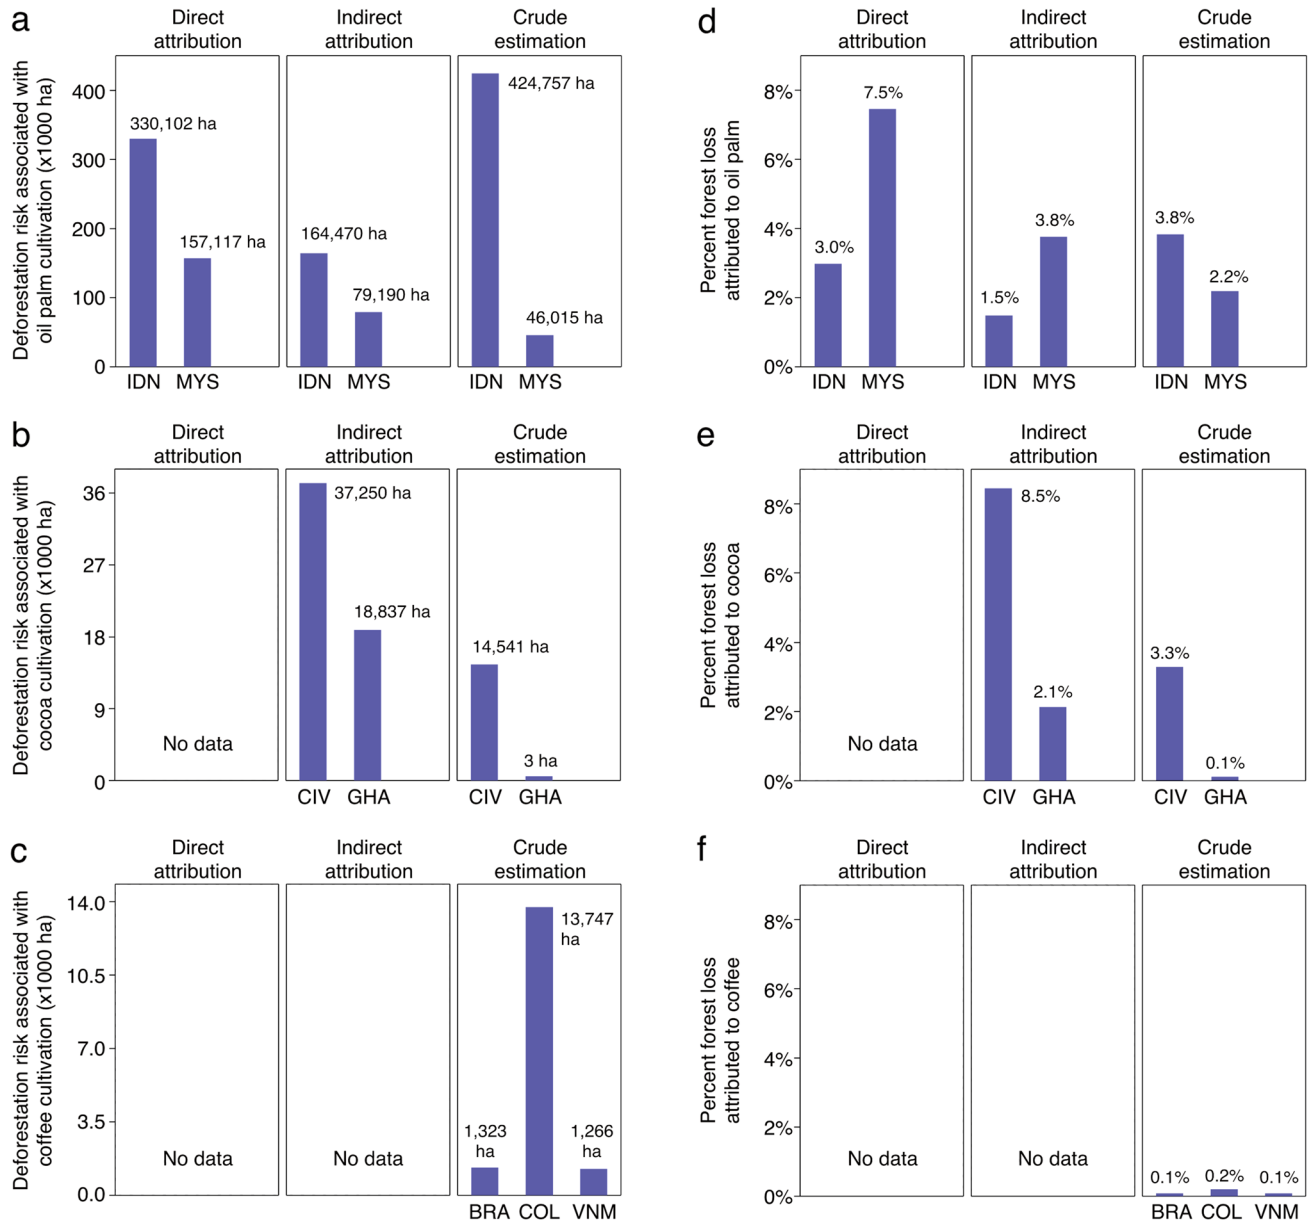 a
Direct
attribution
Indirect
attribution
Crude
estimation
Deforestation risk associated with
oil palm cultivation (x1000 ha)
400
300
200
100
0
330,102 ha
157,117 ha
164,470 ha
79,190 ha
424,757 ha
46,015 ha
IDN MYS
IDN MYS
IDN MYS
d
Direct
attribution
Indirect
attribution
Crude
estimation
Percent forest loss
attributed to oil palm
8%
6%
4%
2%
0%
3.0%
7.5%
1.5%
3.8%
3.8%
2.2%
IDN MYS
IDN MYS
IDN MYS
b
Direct
attribution
Indirect
attribution
Crude
estimation
Deforestation risk associated with
cocoa cultivation (x1000 ha)
36
27
18
9
0
No data
37,250 ha
18,837 ha
14,541 ha
3 ha
CIV GHA
CIV GHA
e
Direct
attribution
Indirect
attribution
Crude
estimation
Percent forest loss
attributed to cocoa
8%
6%
4%
2%
0%
No data
8.5%
2.1%
3.3%
0.1%
CIV GHA
CIV GHA
c
Direct
attribution
Indirect
attribution
Crude
estimation
Deforestation risk associated with
coffee cultivation (x1000 ha)
14.0
10.5
7.0
3.5
0.0
No data
No data
1,323
ha
13,747
ha
1,266
ha
BRA COL VNM
f
Direct
attribution
Indirect
attribution
Crude
estimation
Percent forest loss
attributed to coffee
8%
6%
4%
2%
0%
No data
No data
0.1%
0.2%
0.1%
BRA COL VNM